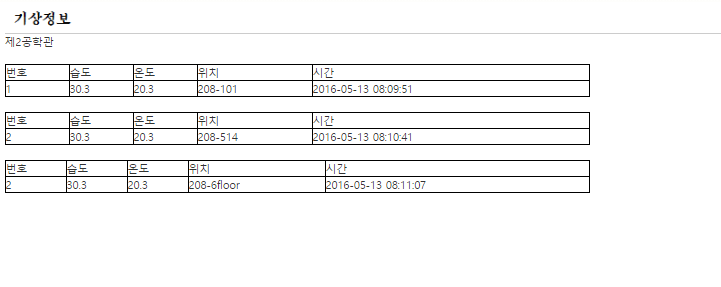 기상정보
제2공학관
번호 습도 온도 위치 시간
1 30.3 20.3 208-101 2016-05-13 08:09:51
번호 습도 온도 위치 시간
2 30.3 20.3 208-514 2016-05-13 08:10:41
번호 습도 온도 위치 시간
2 30.3 20.3 208-6floor 2016-05-13 08:11:07